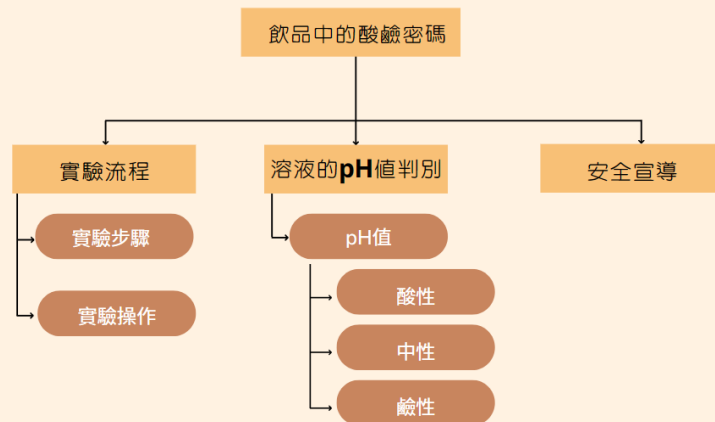 飲品中的酸鹼密碼
實驗流程
溶液的pH值判別
安全宣導
實驗步驟
實驗操作
pH值
酸性
中性
鹼性